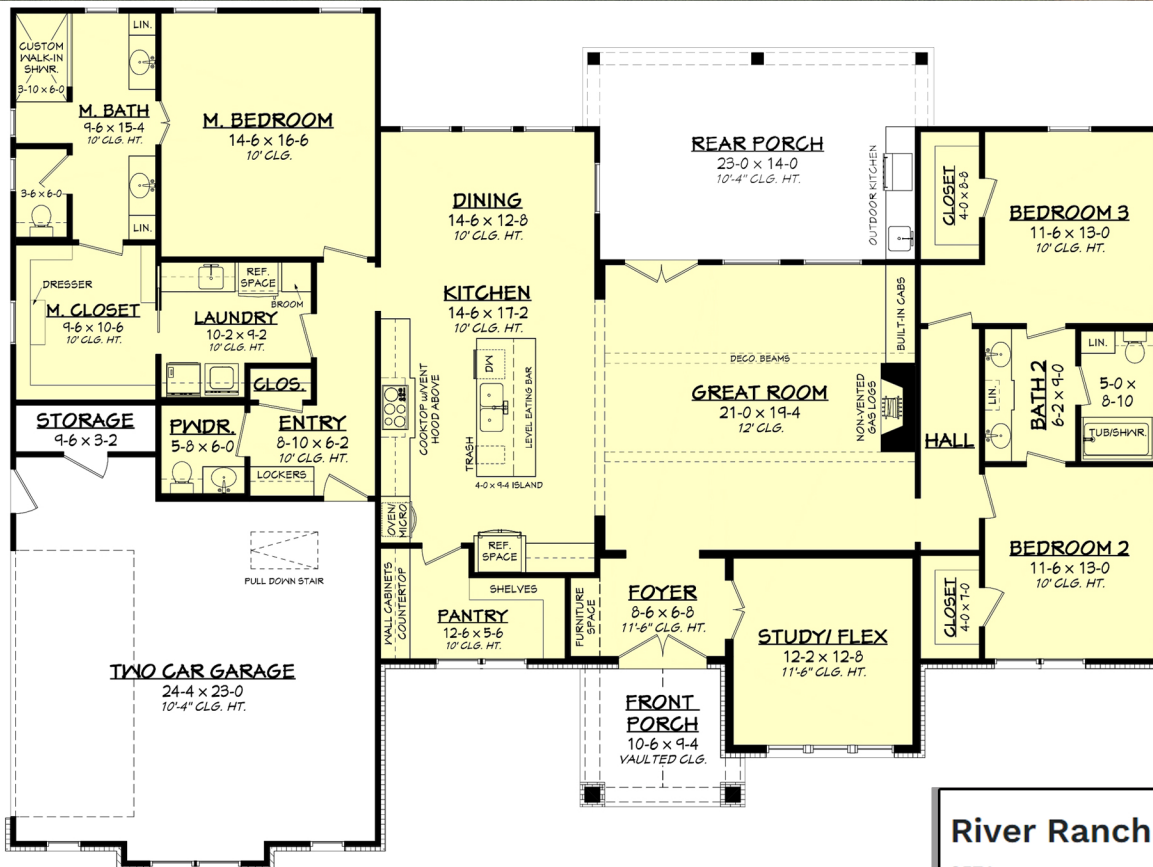 LIN.
CUSTOM
WALK-IN
SHWR.
3-10 x 6-0
M. BATH
9-6 x 15-4
10' CLG. HT.
3-6 x 6-0
LIN.
M. BEDROOM
14-6 x 16-6
10' CLG.
DRESSER
M. CLOSET
9-6 x 10-6
10' CLG. HT.
REF.
SPACE
BROOM
LAUNDRY
10-2 x 9-2
10' CLG. HT.
CLOS.
STORAGE
9-6 x 3-2
PWDR.
5-8 x 6-0
ENTRY
8-10 x 6-2
10' CLG. HT.
LOCKERS
PULL DOWN STAIR
TWO CAR GARAGE
24-4 x 23-0
10'-4" CLG. HT.
DINING
14-6 x 12-8
10' CLG. HT.
KITCHEN
14-6 x 17-2
10' CLG. HT.
COOKTOP W/VENT
HOOD ABOVE
DW
LEVEL EATING BAR
TRASH
4-0 x 9-4 ISLAND
OVEN/
MICRO
REF.
SPACE
WALL CABINETS
COUNTERTOP
SHELVES
PANTRY
12-6 x 5-6
10' CLG. HT.
REAR PORCH
23-0 x 14-0
10'-4" CLG. HT.
OUTDOOR KITCHEN
BUILT-IN CABS
DECO. BEAMS
GREAT ROOM
21-0 x 19-4
12' CLG.
NON-VENTED
GAS LOGS
FURNITURE
SPACE
FOYER
8-6 x 6-8
11'-6" CLG. HT.
STUDY/ FLEX
12-2 x 12-8
11'-6" CLG. HT.
FRONT
PORCH
10-6 x 9-4
VAULTED CLG.
CLOSET
4-0 x 8-8
BEDROOM 3
11-6 x 13-0
10' CLG. HT.
HALL
LIN.
BATH 2
6-2 x 9-0
LIN.
5-0 x
8-10
TUB/SHWR.
BEDROOM 2
11-6 x 13-0
10' CLG. HT.
CLOSET
4-0 x 7-0
River Ranch